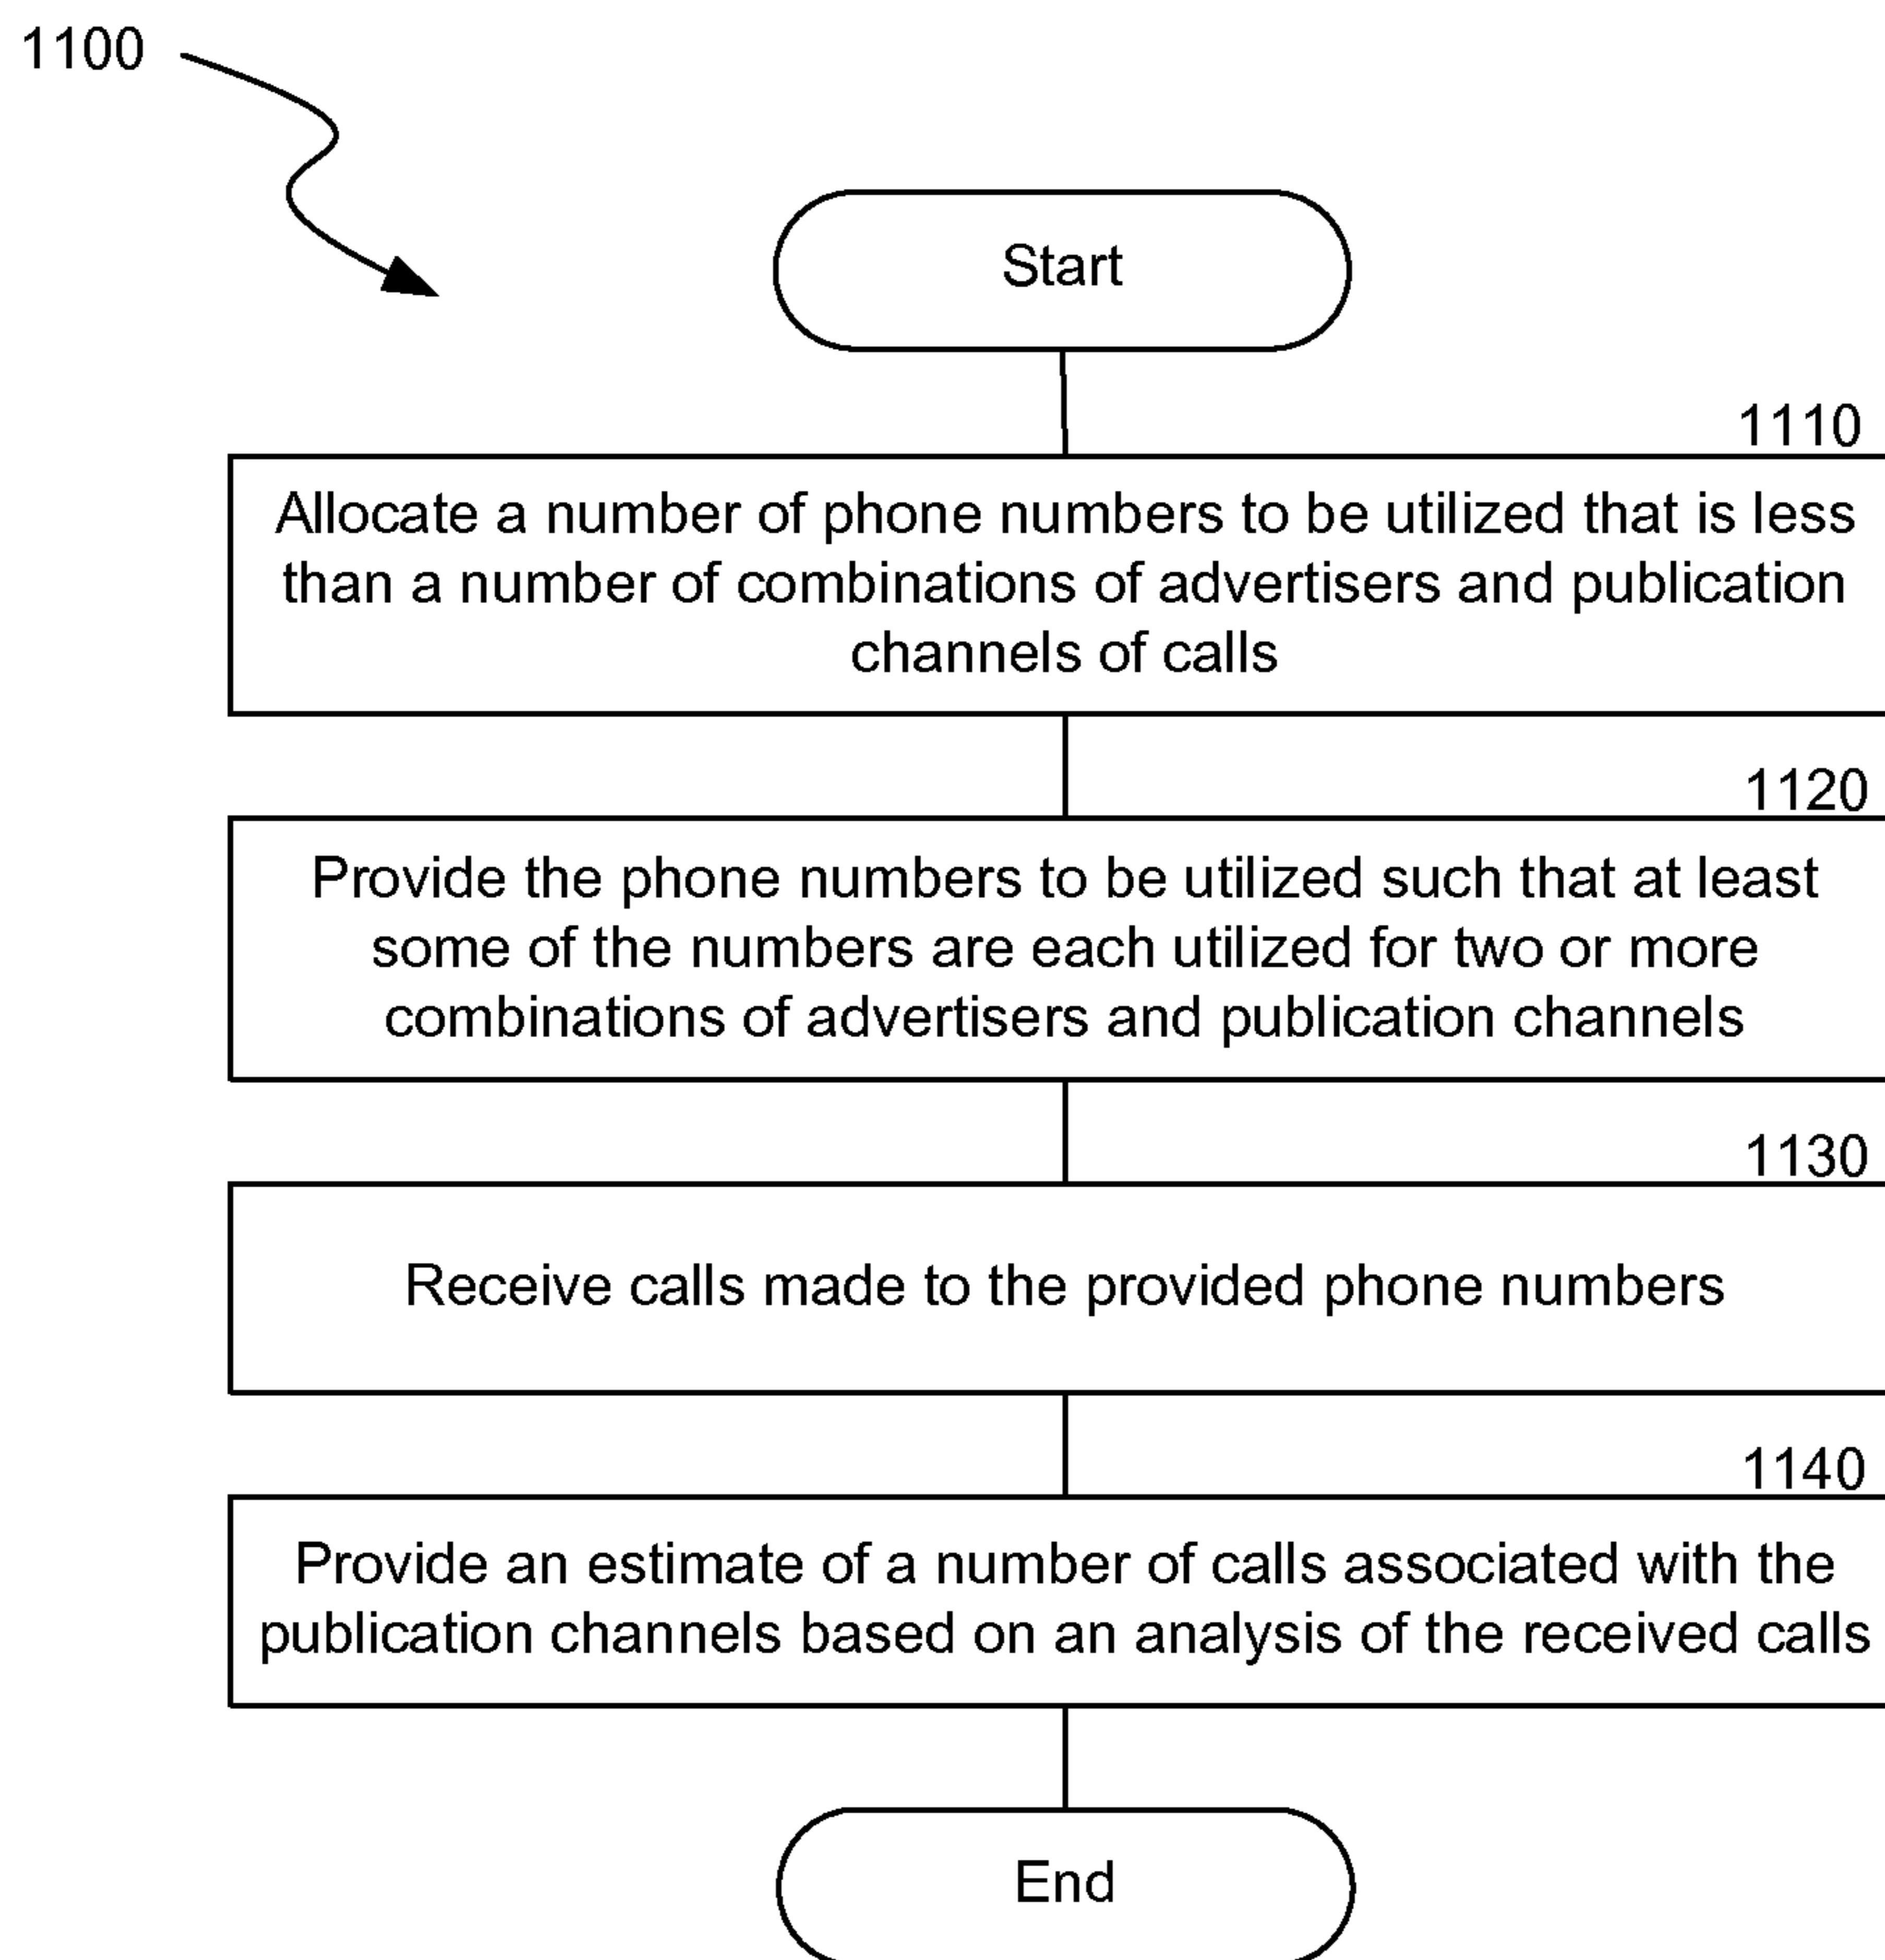 1100
Start
1110
Allocate a number of phone numbers to be utilized that is less
than a number of combinations of advertisers and publication
channels of calls
1120
Provide the phone numbers to be utilized such that at least
some of the numbers are each utilized for two or more
combinations of advertisers and publication channels
1130
Receive calls made to the provided phone numbers
1140
Provide an estimate of a number of calls associated with the
publication channels based on an analysis of the received calls
End